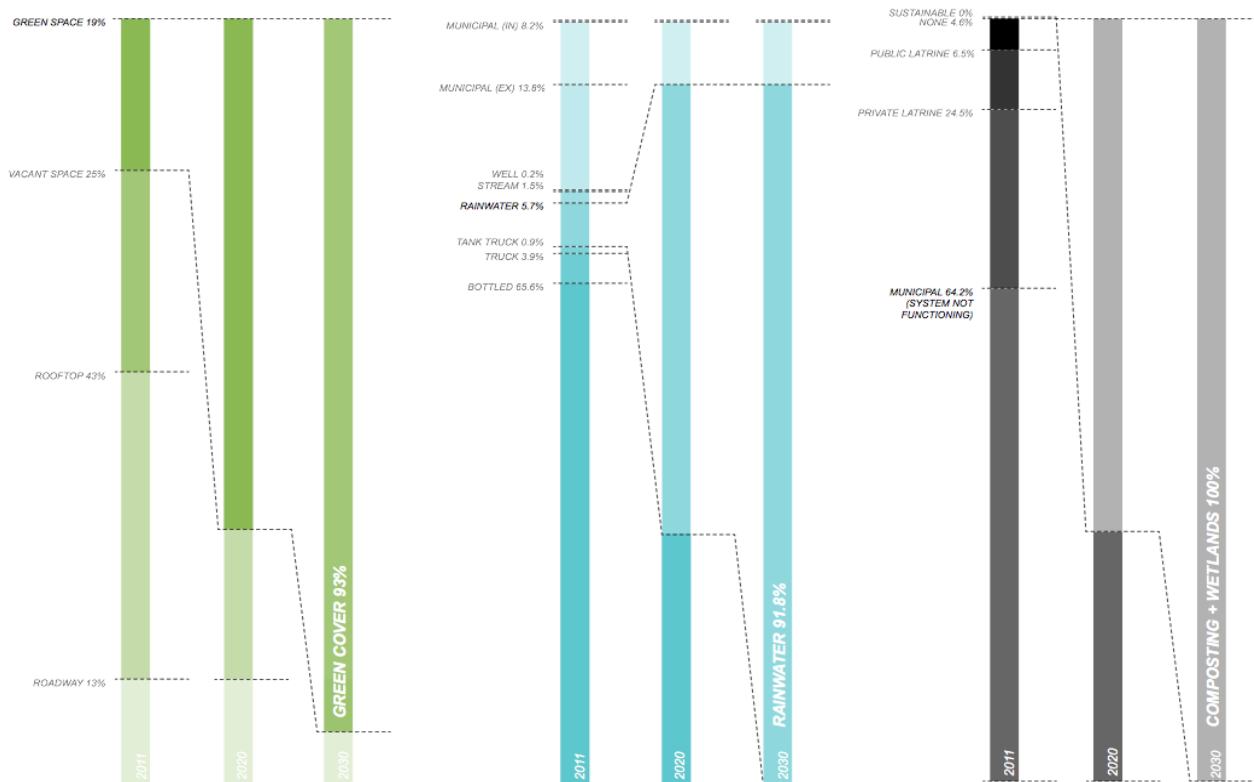 GREEN SPACE 19%
VACANT SPACE 25%
ROOFTOP 43%
ROADWAY 13%
2011
2020
GREEN COVER 93%
2030
MUNICIPAL (IN) 8.2%
MUNICIPAL (EX) 13.8%
WELL 0.2%
STREAM 1.5%
RAINWATER 5.7%
TANK TRUCK 0.9%
TRUCK 3.9%
BOTTLED 65.6%
2011
2020
RAINWATER 91.8%
2030
SUSTAINABLE 0%
NONE 4.6%
PUBLIC LATRINE 6.5%
PRIVATE LATRINE 24.5%
MUNICIPAL 64.2%
(SYSTEM NOT
FUNCTIONING)
2011
2020
COMPOSTING + WETLANDS 100%
2030